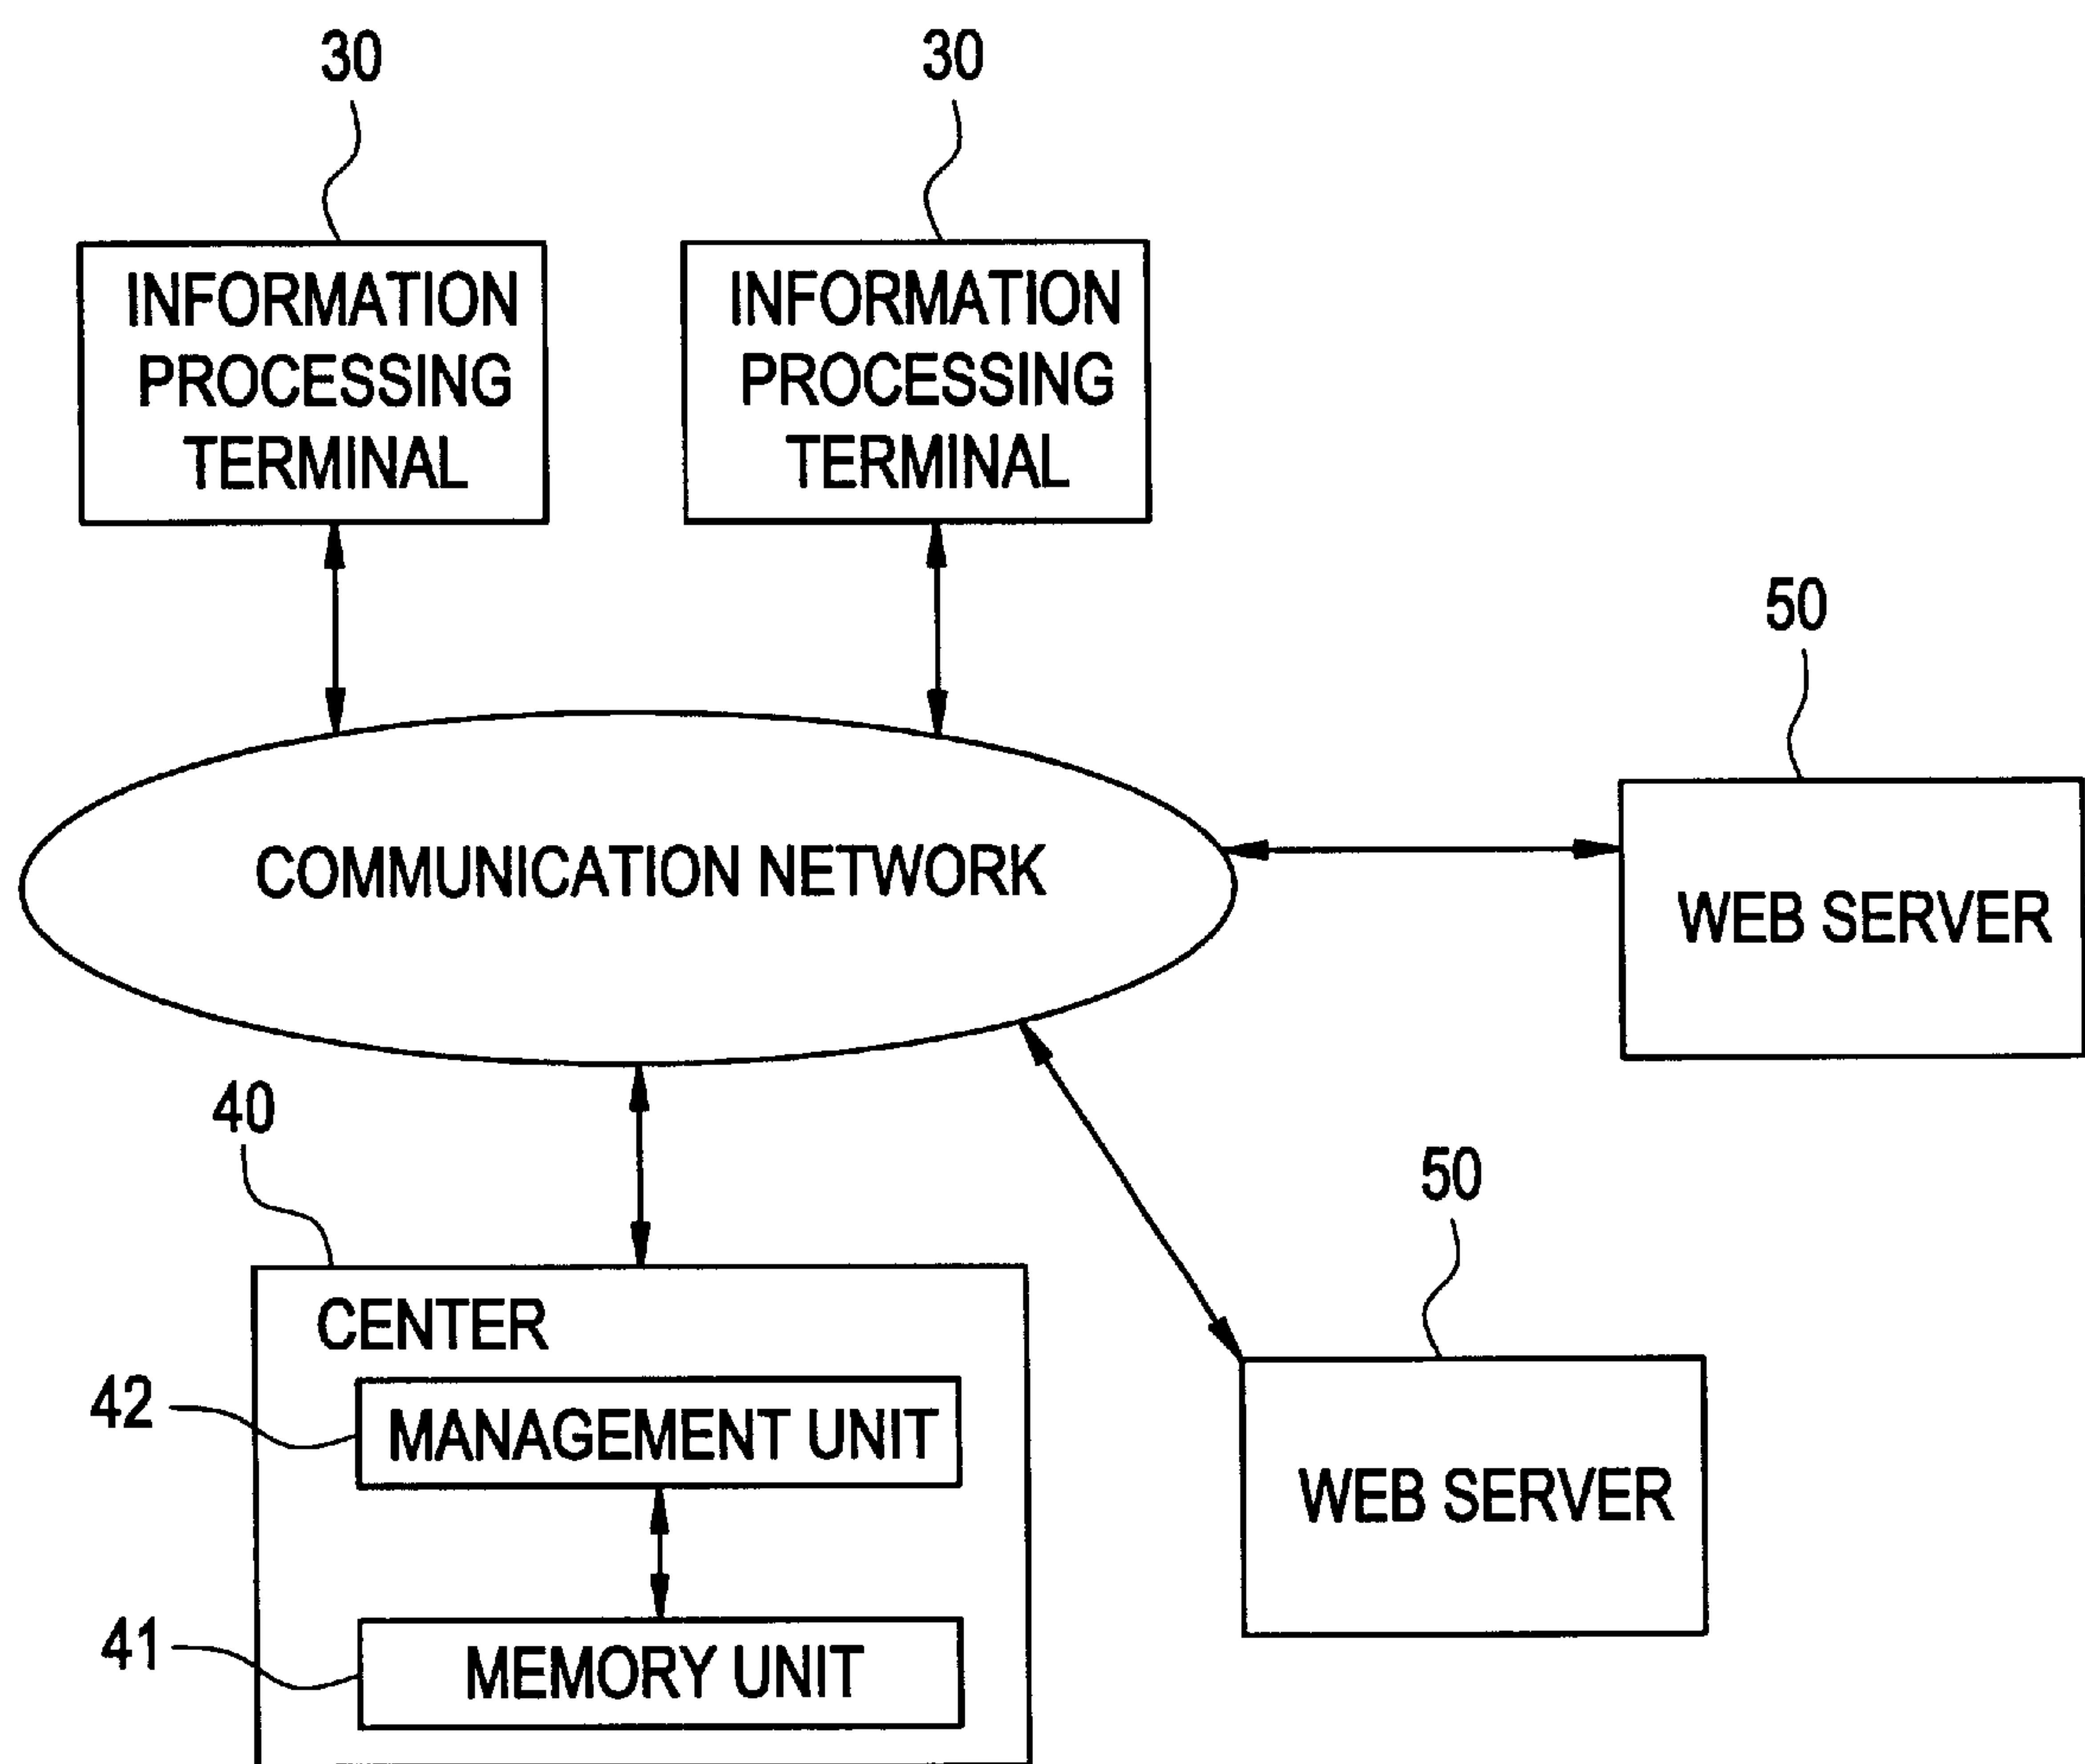 30
30
INFORMATION
PROCESSING
TERMINAL
INFORMATION
PROCESSING
TERMINAL
50
COMMUNICATION NETWORK
WEB SERVER
40
50
CENTER
42
MANAGEMENT UNIT
WEB SERVER
41
MEMORY UNIT